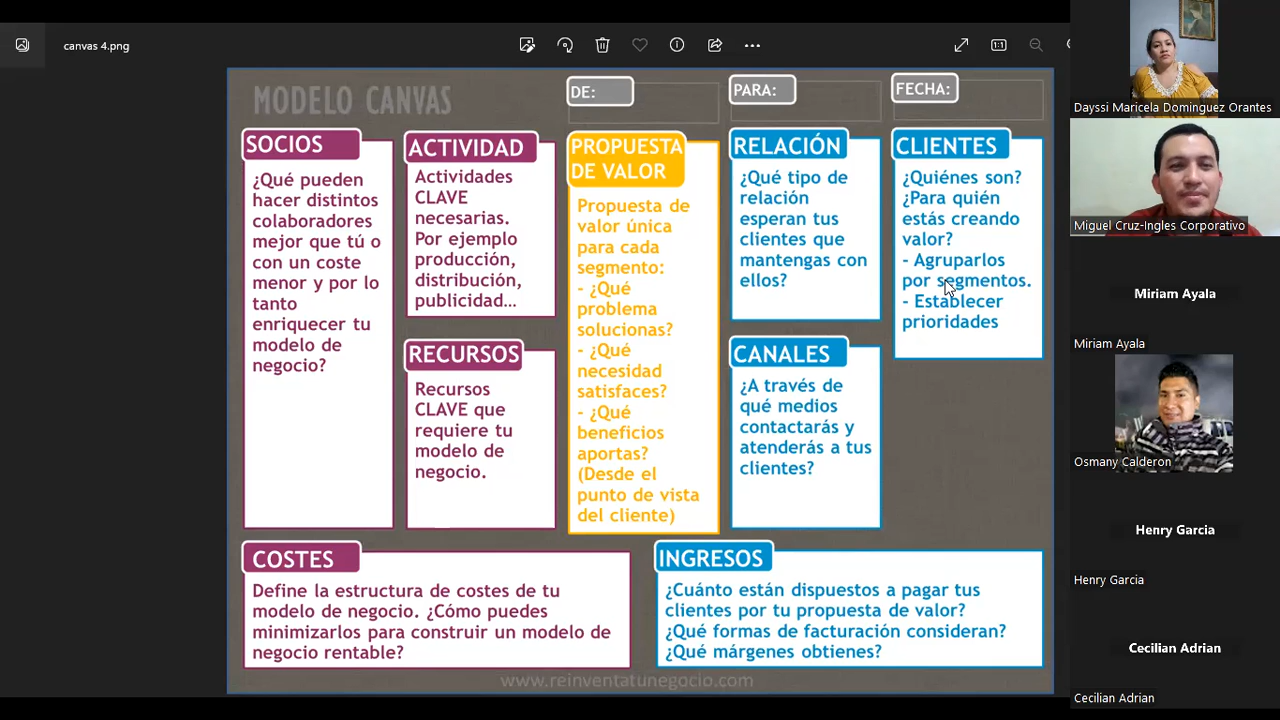 canvas 4.png
MODELO CANVAS
DE:
PARA:
FECHA:
SOCIOS
¿Qué pueden
hacer distintos
colaboradores
mejor que tú o
con un coste
menor y por lo
tanto
enriquecer tu
modelo de
negocio?
ACTIVIDAD
Actividades
CLAVE
necesarias.
Por ejemplo
producción,
distribución,
publicidad...
RECURSOS
Recursos
CLAVE que
requiere tu
modelo de
negocio.
PROPUESTA
DE VALOR
Propuesta de
valor única
para cada
segmento:
- ¿Qué
problema
solucionas?
- ¿Qué
necesidad
satisfaces?
- ¿Qué
beneficios
aportas?
(Desde el
punto de vista
del cliente)
RELACIÓN
¿Qué tipo de
relación
esperan tus
clientes que
mantengas con
ellos?
CANALES
¿A través de
qué medios
contactarás y
atenderás a tus
clientes?
CLIENTES
¿Quiénes son?
¿Para quién
estás creando
valor?
- Agruparlos
por segmentos.
- Establecer
prioridades
COSTES
Define la estructura de costes de tu
modelo de negocio. ¿Cómo puedes
minimizarlos para construir un modelo de
negocio rentable?
INGRESOS
¿Cuánto están dispuestos a pagar tus
clientes por tu propuesta de valor?
¿Qué formas de facturación consideran?
¿Qué márgenes obtienes?
www.reinventatunegocio.com
Dayssi Maricela Dominguez Orantes
Miguel Cruz-Ingles Corporativo
Miriam Ayala
Miriam Ayala
Osmany Calderon
Henry Garcia
Henry Garcia
Cecilian Adrian
Cecilian Adrian